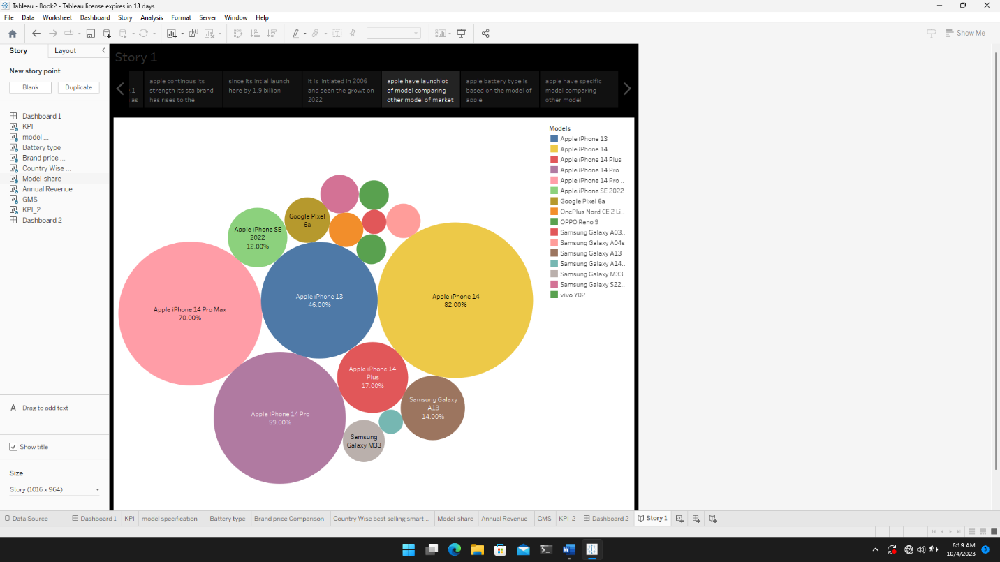 Tableau - Book2 - Tableau license expires in 13 days
File Data Worksheet Dashboard Story Analysis Format Server Window Help
Show Me
Story Layout
New story point
Blank Duplicate
Dashboard 1
KPI
model ...
Battery type
Brand price ...
Country Wise ...
Model-share
Annual Revenue
GMS
KPI_2
Dashboard 2
A Drag to add text
Show title
Size
Story (1016 x 964)
Story 1
.1
as
apple continous its
strength its sta brand
has rises to the
since its intial launch
here by 1.9 billion
it is intiated in 2006
and seen the growt on
2022
apple have launchlot
of model comparing
other model of market
apple battery type is
based on the model of
apple
apple have specific
model comparing
other model
Google Pixel
6a
Apple iPhone SE
2022
12.00%
Apple iPhone 14 Pro Max
70.00%
Apple iPhone 13
46.00%
Apple iPhone 14
82.00%
Apple iPhone 14
Plus
17.00%
Samsung Galaxy
A13
14.00%
Apple iPhone 14 Pro
59.00%
Samsung
Galaxy M33
Models
Apple iPhone 13
Apple iPhone 14
Apple iPhone 14 Plus
Apple iPhone 14 Pro
Apple iPhone 14 Pro ..
Apple iPhone SE 2022
Google Pixel 6a
OnePlus Nord CE 2 Li..
OPPO Reno 9
Samsung Galaxy A03..
Samsung Galaxy A04s
Samsung Galaxy A13
Samsung Galaxy A14..
Samsung Galaxy M33
Samsung Galaxy S22..
vivo Y02
Data Source Dashboard 1 KPI model specification Battery type Brand price Comparison Country Wise best selling smart... Model-share Annual Revenue GMS KPI_2 Dashboard 2 Story 1
6:19 AM
10/4/2023
3